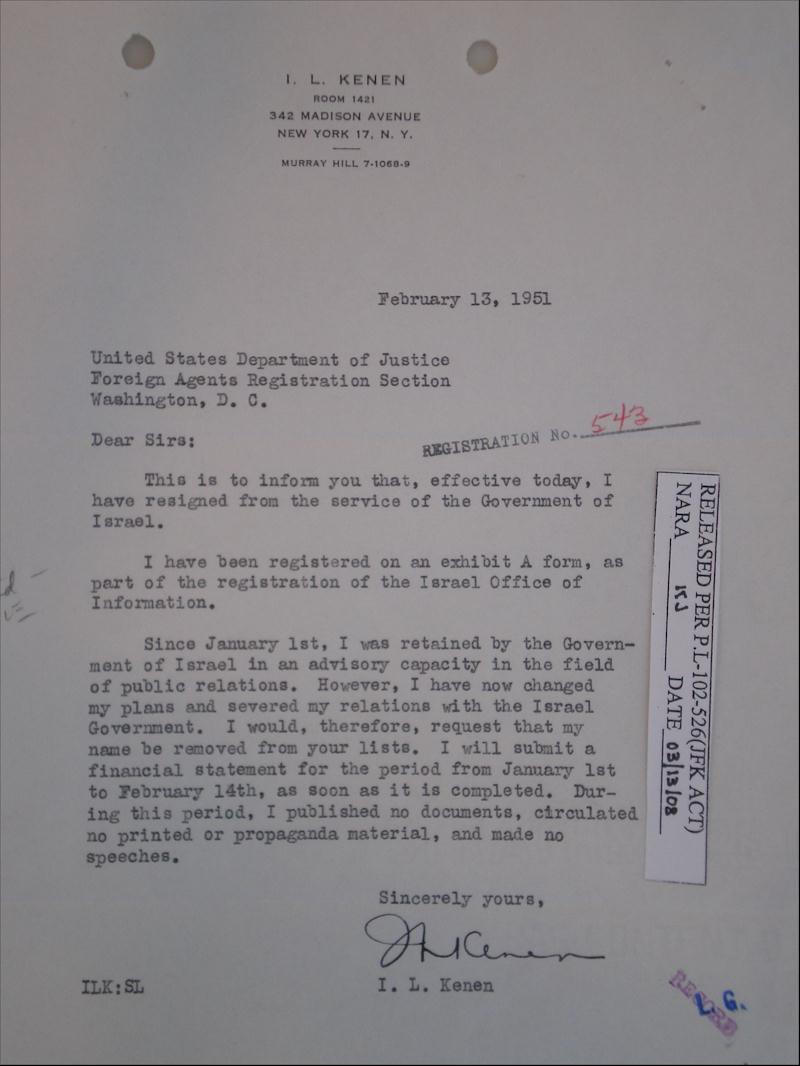 I. L. KENEN
ROOM 1421
342 MADISON AVENUE
NEW YORK 17, N. Y.
MURRAY HILL 7-1068-9
February 13, 1951
United States Department of Justice
Foreign Agents Registration Section
Washington, D. C.
Dear Sirs:
REGISTRATION No. 543
This is to inform you that, effective today, I
have resigned from the service of the Government of
Israel.
I have been registered on an exhibit A form, as
part of the registration of the Israel Office of
Information.
Since January 1st, I was retained by the Govern-
ment of Israel in an advisory capacity in the field
of public relations. However, I have now changed
my plans and severed my relations with the Israel
Government. I would, therefore, request that my
name be removed from your lists. I will submit a
financial statement for the period from January 1st
to February 14th, as soon as it is completed. Dur-
ing this period, I published no documents, circulated
no printed or propaganda material, and made no
speeches.
Sincerely yours,
I L Kenen
ILK:SL
I. L. Kenen
RELEASED PER P.L-102-526(JFK ACT)
NARA DATE 03/13/08
RECORD
L. G.